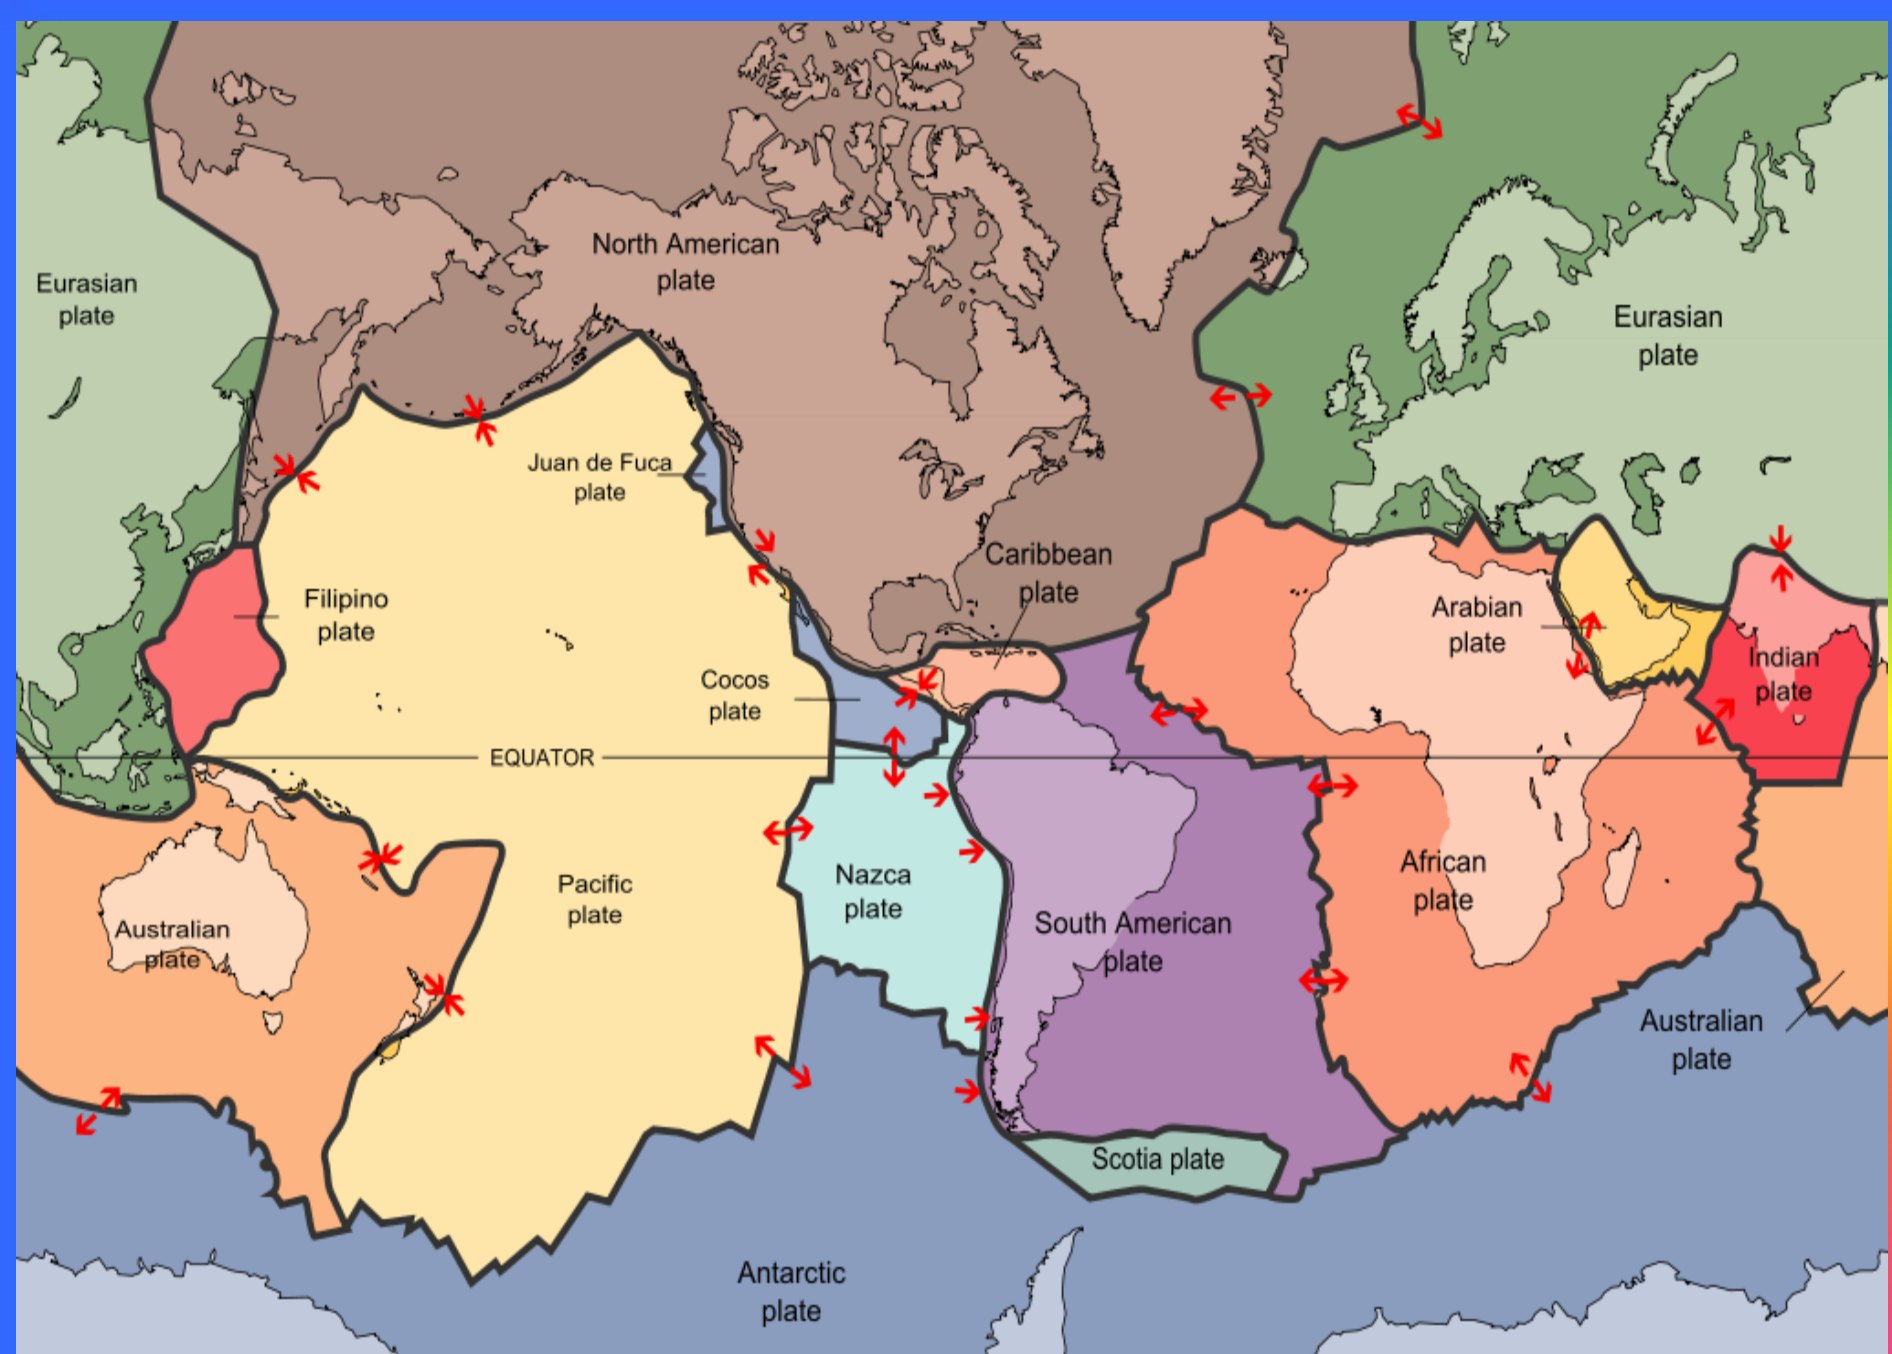 North American
plate
Eurasian
plate
Eurasian
plate
Juan de Fuca
plate
Caribbean
plate
Filipino
plate
Arabian
plate
Indian
plate
Cocos
plate
EQUATOR
Nazca
plate
Pacific
plate
African
plate
Australian
plate
South American
plate
Australian
plate
Scotia plate
Antarctic
plate